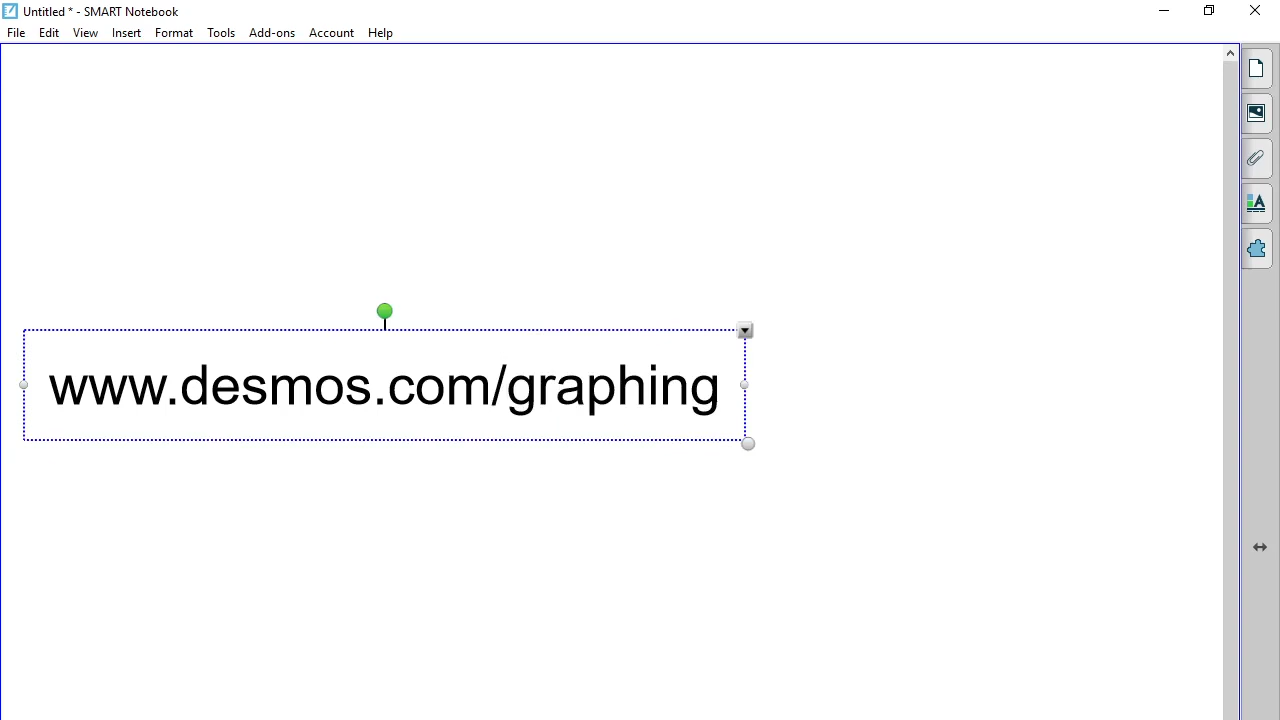 Untitled * - SMART Notebook
File Edit View Insert Format Tools Add-ons Account Help
www.desmos.com/graphing